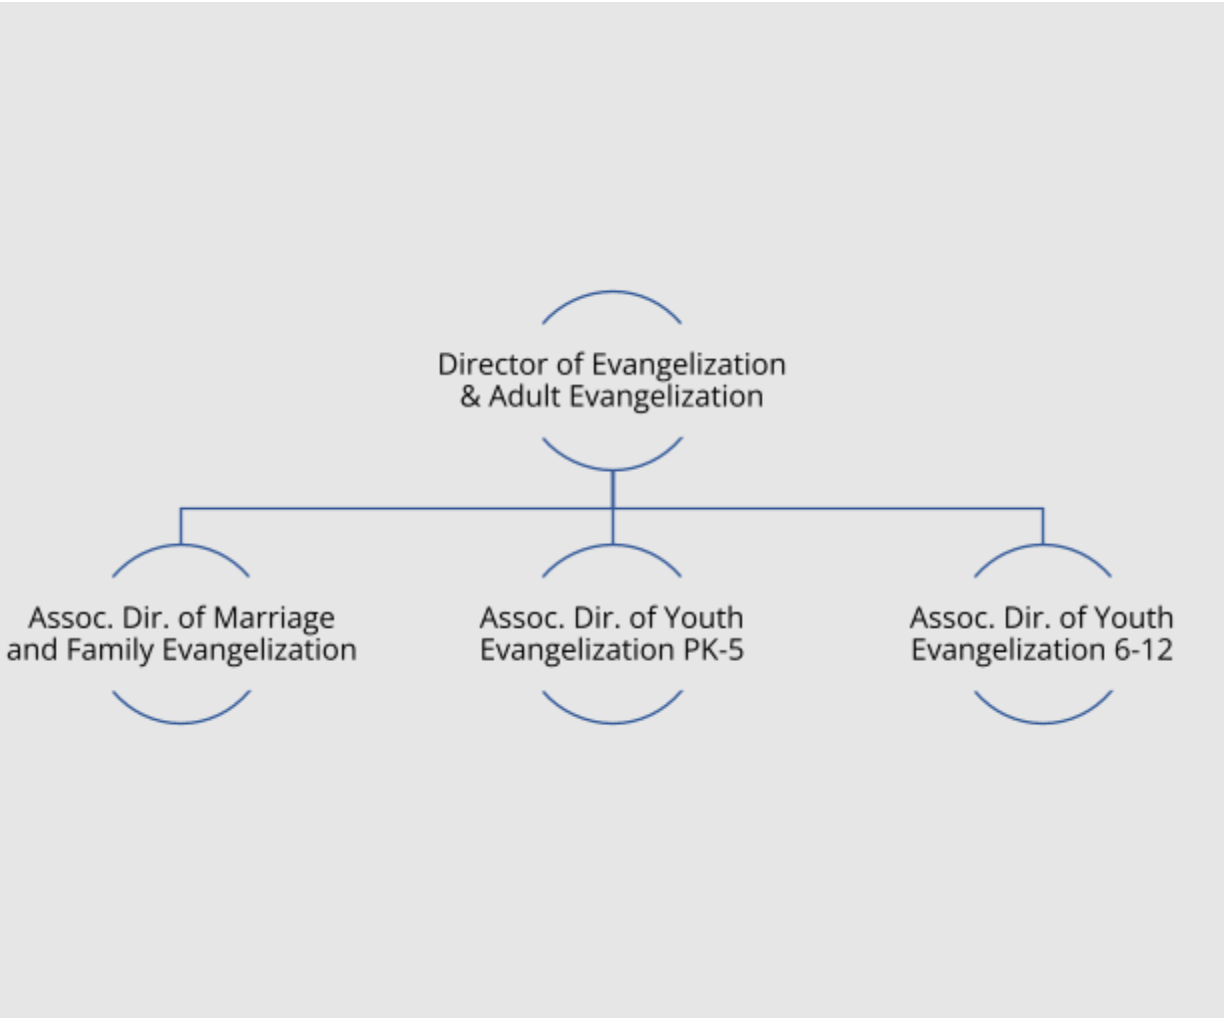 Director of Evangelization
& Adult Evangelization
Assoc. Dir. of Marriage
and Family Evangelization
Assoc. Dir. of Youth
Evangelization PK-5
Assoc. Dir. of Youth
Evangelization 6-12